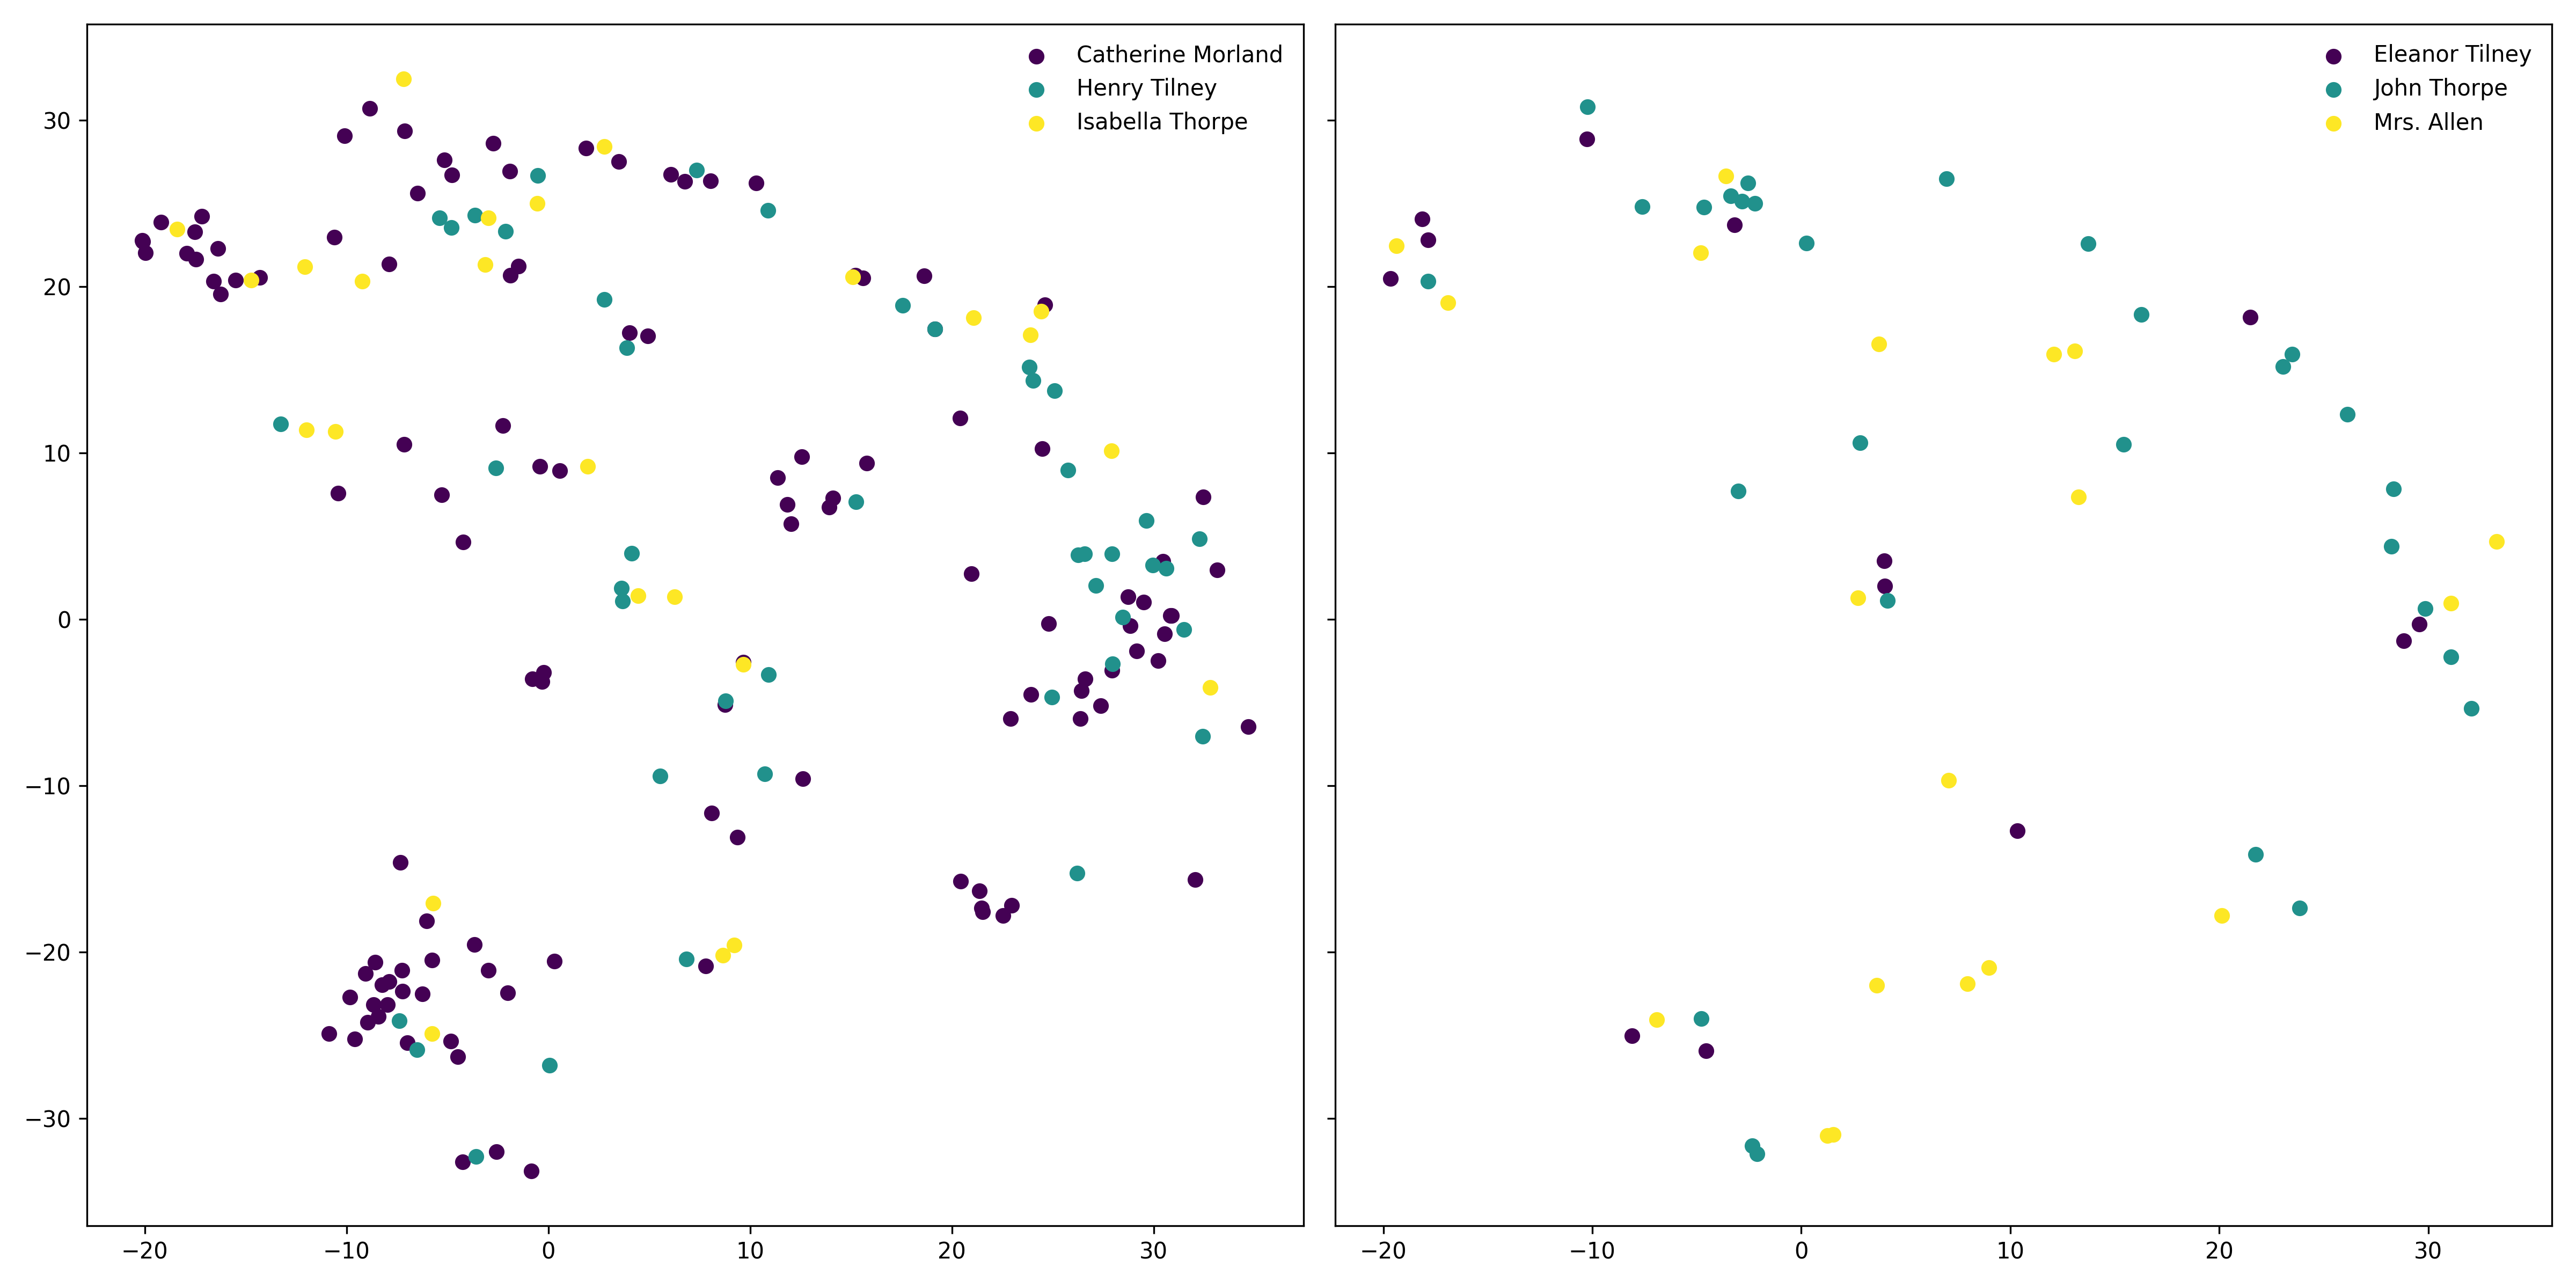 Catherine Morland
Henry Tilney
Isabella Thorpe
30
20
10
0
−10
−20
−30
−20 −10 0 10 20 30
Eleanor Tilney
John Thorpe
Mrs. Allen
−20 −10 0 10 20 30